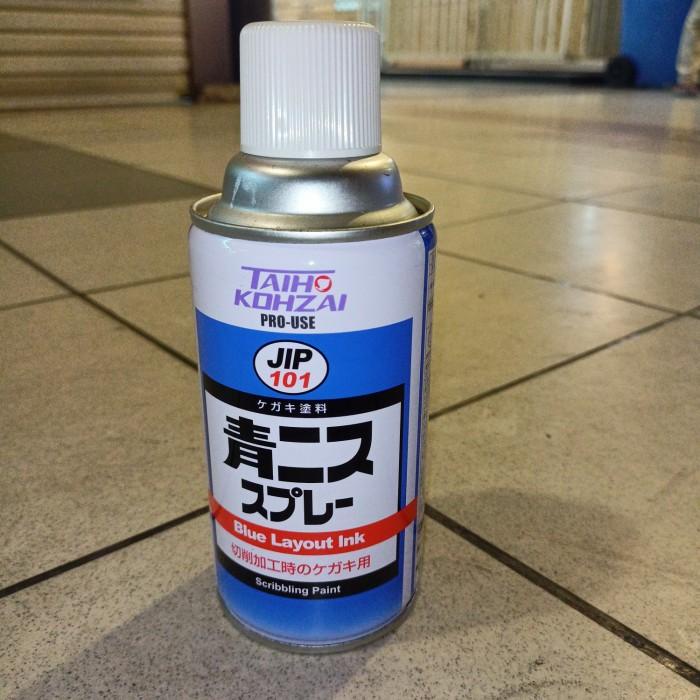 TAIHO
KOHZAI
PRO-USE
JIP
101
ケガキ塗料
青ニス
スプレー
Blue Layout Ink
切削加工時のケガキ用
Scribbling Paint